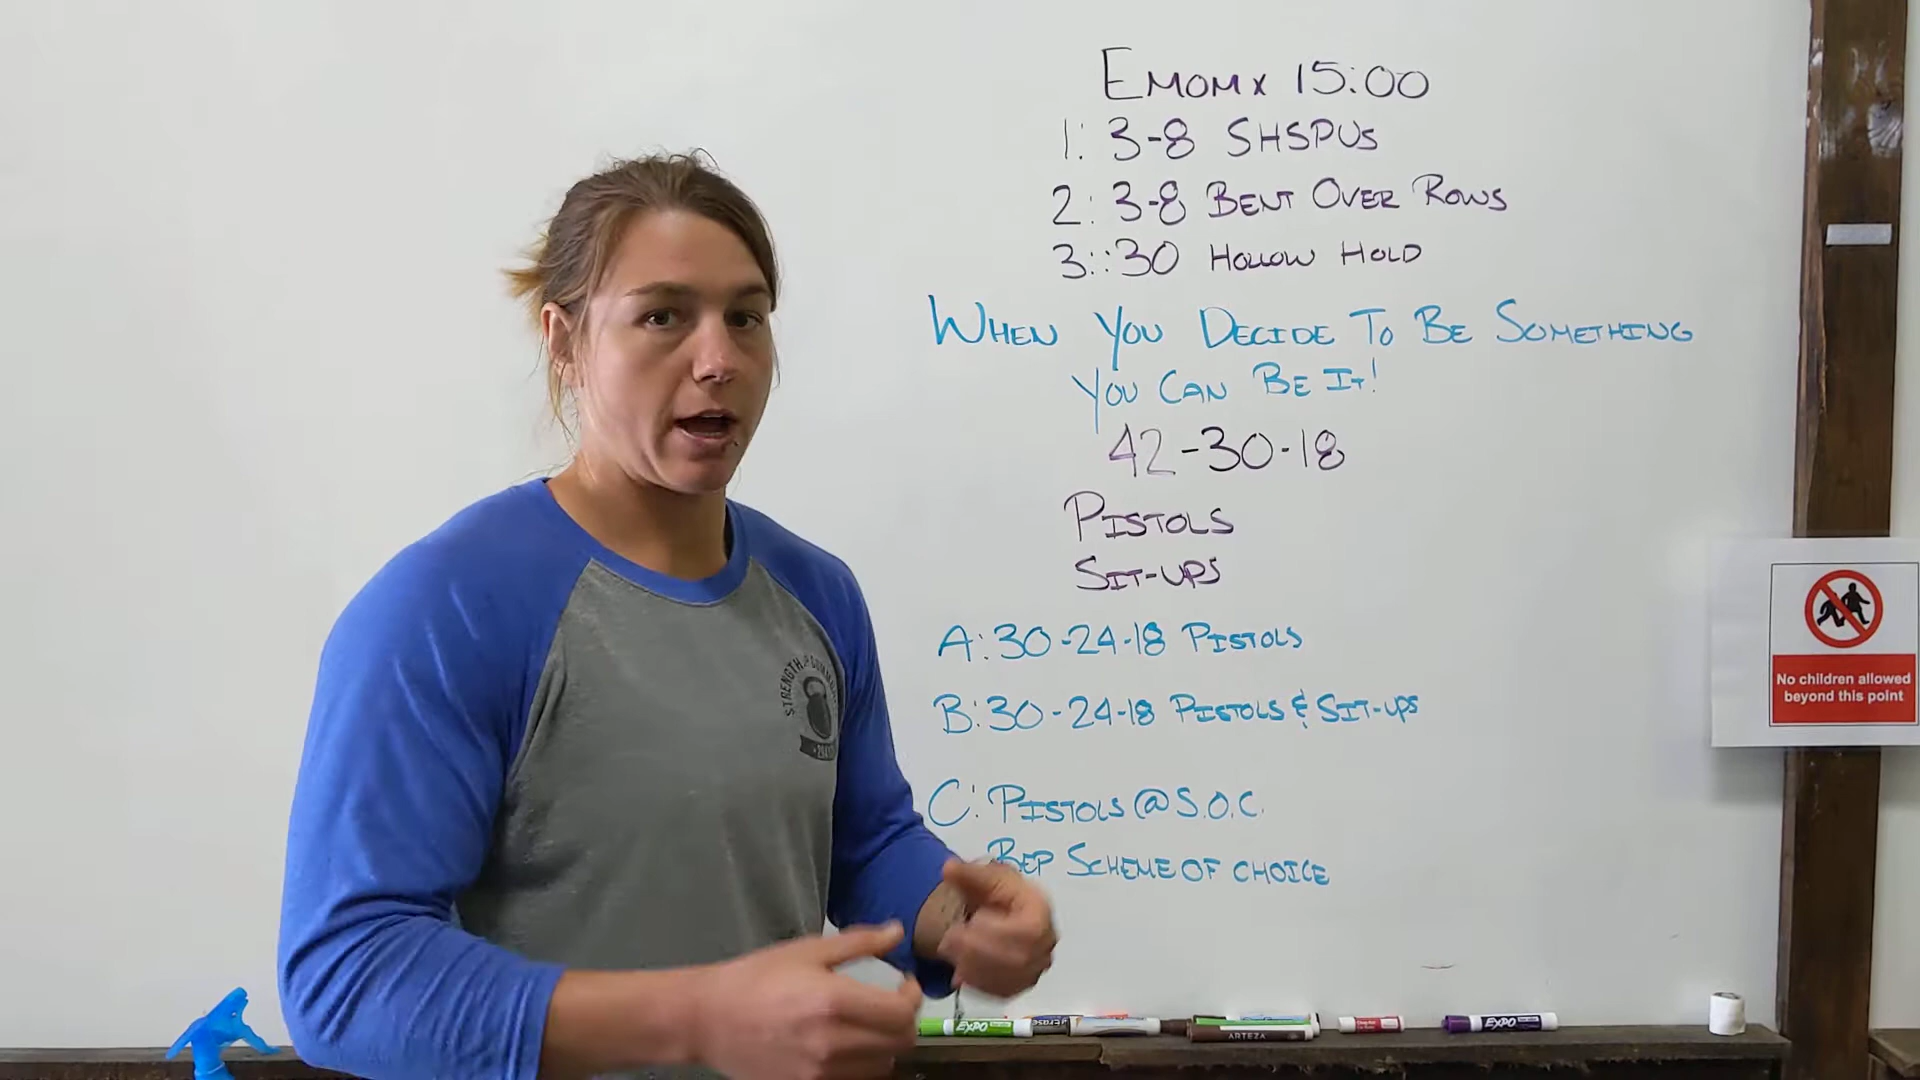 EMOM x 15:00
1: 3-8 SHSPUs
2: 3-8 BENT OVER ROWS
3: :30 HOLLOW HOLD
WHEN YOU DECIDE TO BE SOMETHING
YOU CAN BE IT!
42-30-18
PISTOLS
SIT-UPS
A: 30-24-18 PISTOLS
B: 30-24-18 PISTOLS & SIT-UPS
C: PISTOLS @ S.O.C.
REP SCHEME OF CHOICE
No children allowed
beyond this point
STRENGTH
EXPO
ARTEZA
EXPO